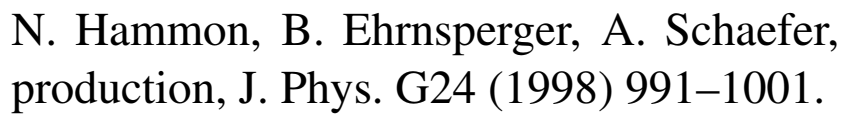 N. Hammon, B. Ehrnsperger, A. Schaefer,
production, J. Phys. G24 (1998) 991–1001.